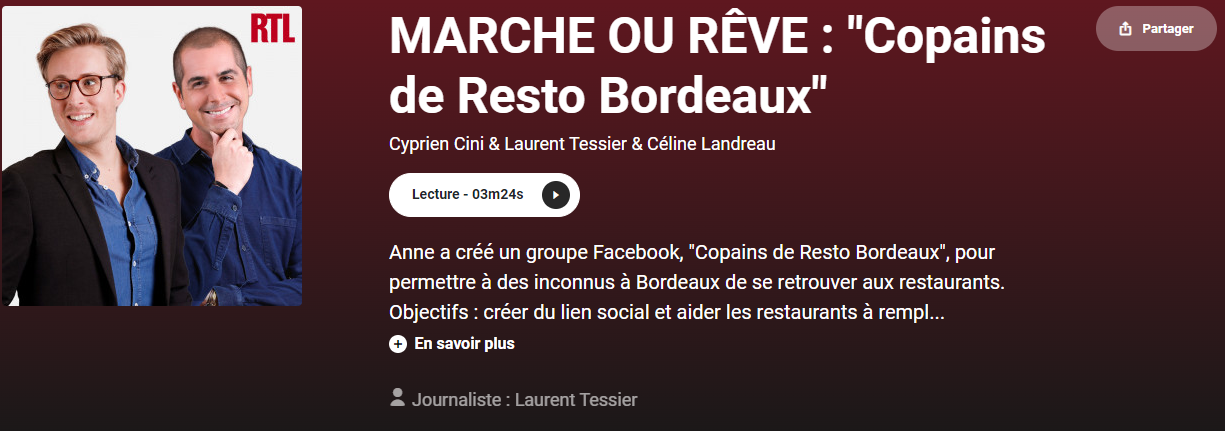 RTL
MARCHE OU RÊVE : "Copains
de Resto Bordeaux"
Partager
Cyprien Cini & Laurent Tessier & Céline Landreau
Lecture - 03m24s
Anne a créé un groupe Facebook, "Copains de Resto Bordeaux", pour
permettre à des inconnus à Bordeaux de se retrouver aux restaurants.
Objectifs : créer du lien social et aider les restaurants à rempl...
En savoir plus
Journaliste : Laurent Tessier